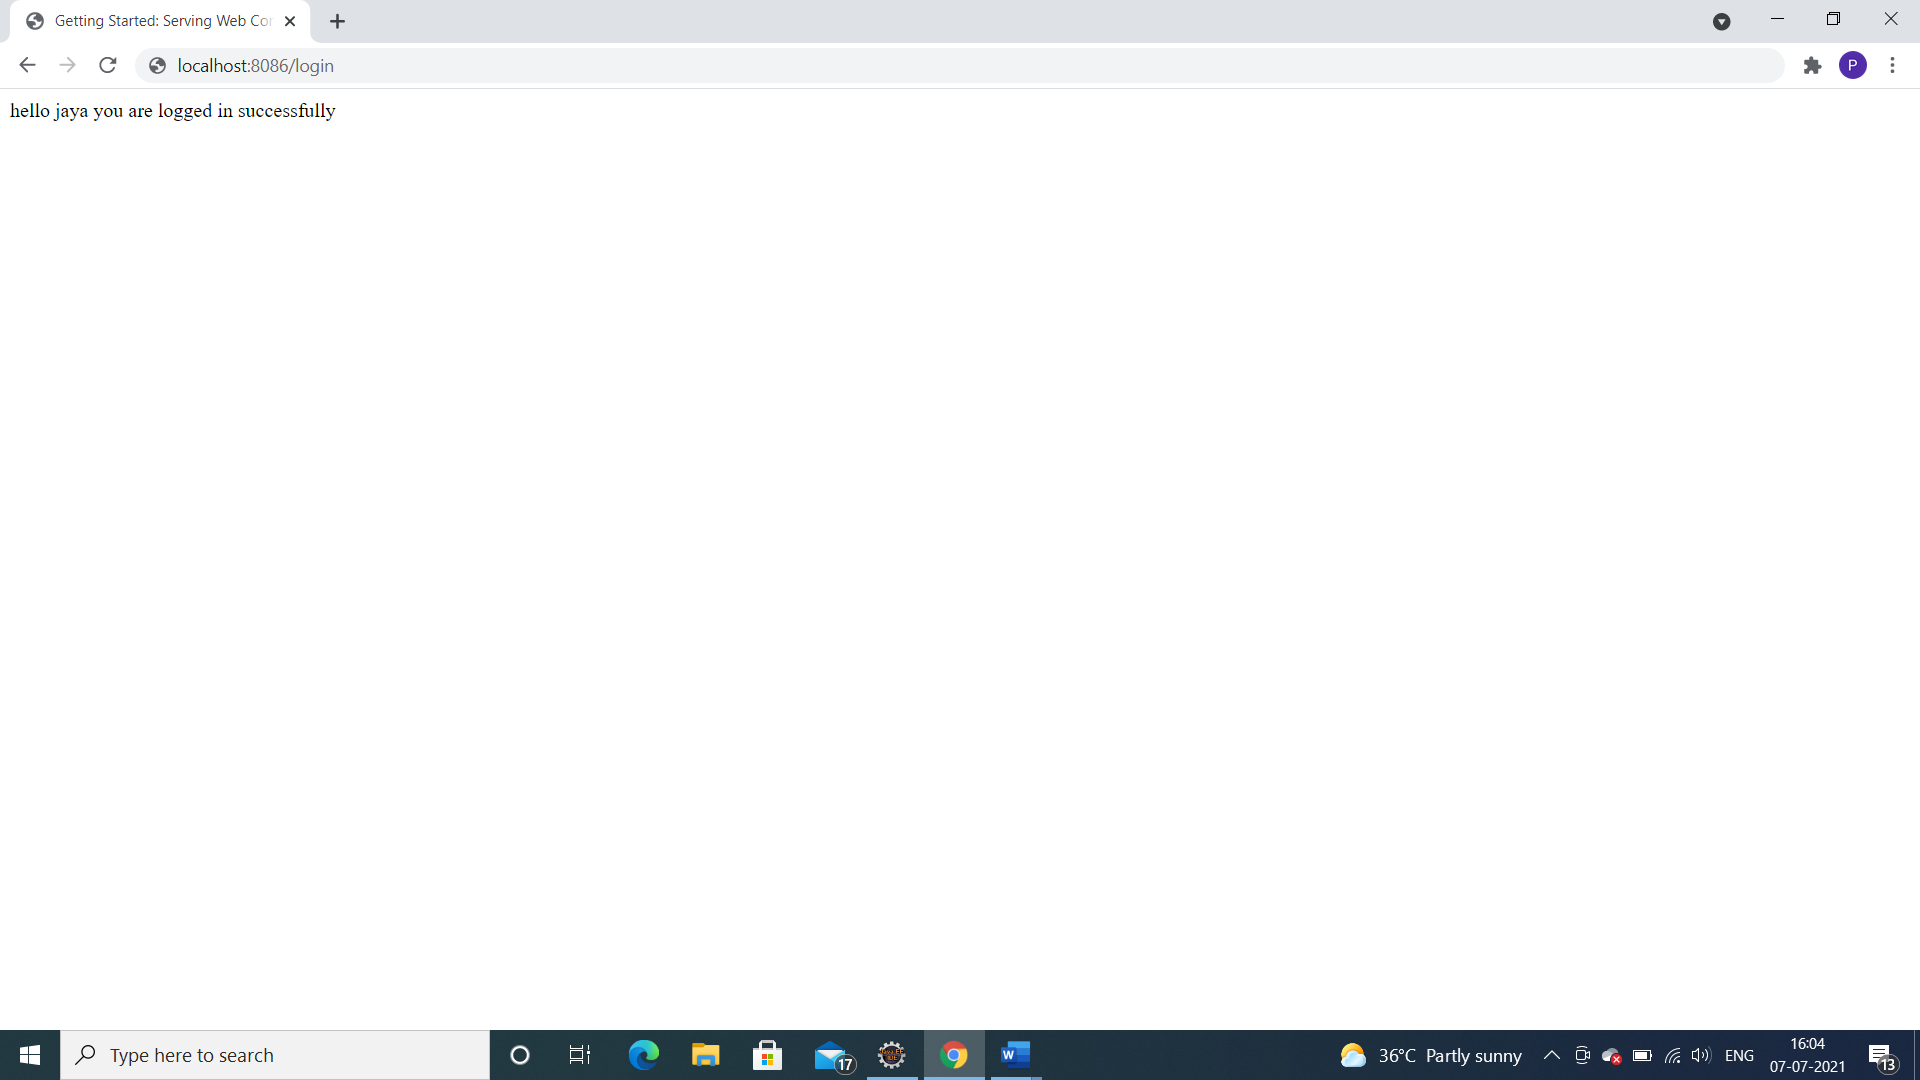 Getting Started: Serving Web Co
localhost:8086/login
P
hello jaya you are logged in successfully
Type here to search
17
W
36°C Partly sunny
ENG
16:04
07-07-2021
13